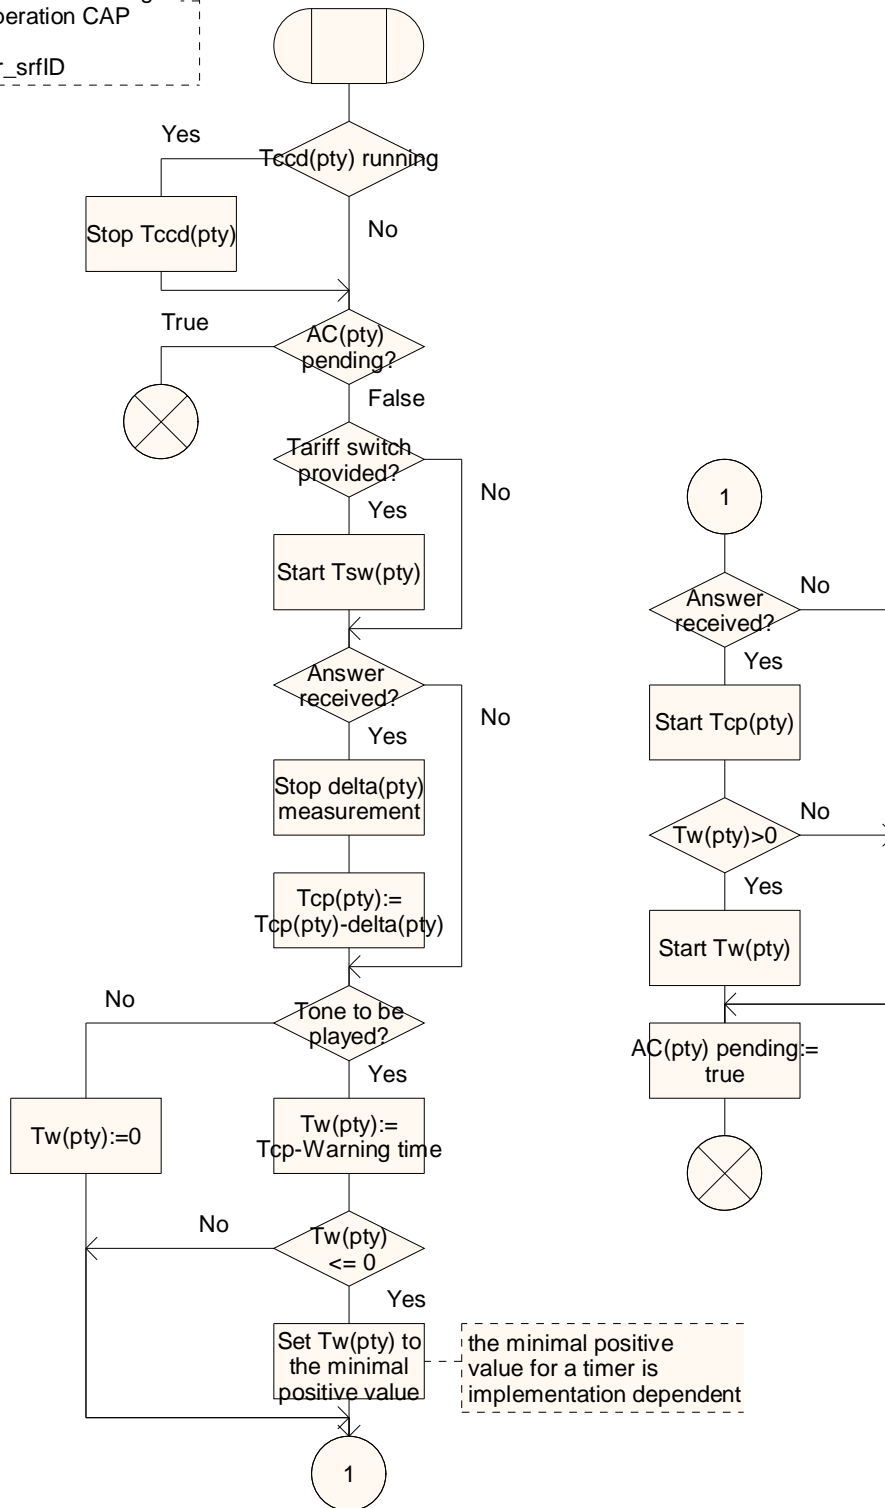 peration CAP
r_srfID
Yes
Tccd(pty) running
Stop Tccd(pty)
No
True
AC(pty)
pending?
False
Tariff switch
provided?
No
Yes
Start Tsw(pty)
Answer
received?
No
Yes
Stop delta(pty)
measurement
Tcp(pty):=
Tcp(pty)-delta(pty)
No
Tone to be
played?
Yes
Tw(pty):=0
Tw(pty):=
Tcp-Warning time
No
Tw(pty)
<= 0
Yes
Set Tw(pty) to
the minimal
positive value
the minimal positive
value for a timer is
implementation dependent
1
1
Answer
received?
No
Yes
Start Tcp(pty)
Tw(pty)>0
No
Yes
Start Tw(pty)
AC(pty) pending:=
true